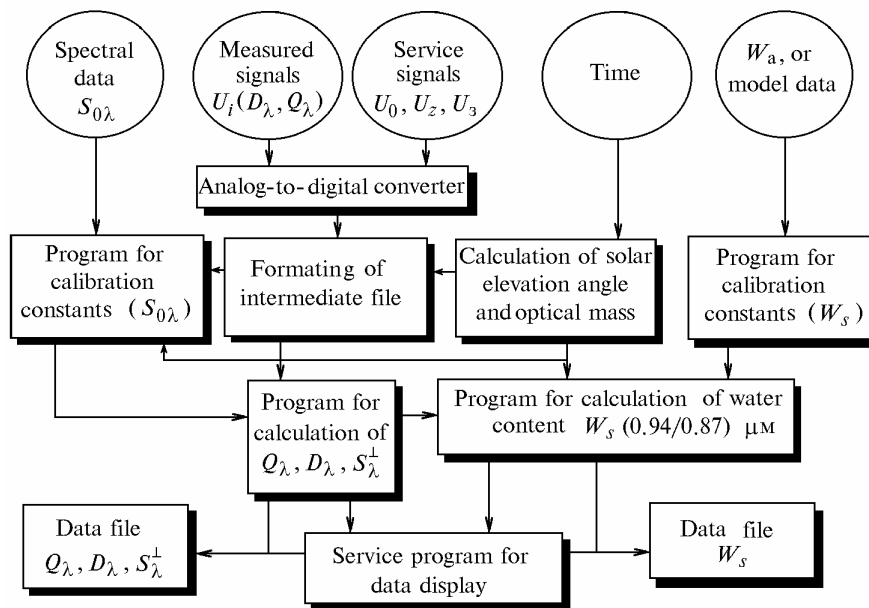 Spectral
data
S₀λ
Measured
signals
Uᵢ(Dλ, Qλ)
Service
signals
U₀, U_z, U₃
Time
Wₐ, or
model data
Analog-to-digital converter
Program for
calibration
constants (S₀λ)
Formating of
intermediate file
Calculation of solar
elevation angle
and optical mass
Program for
calibration
constants (Wₛ)
Program for
calculation of
Qλ, Dλ, Sλ^⊥
Program for calculation of water
content Wₛ (0.94/0.87) μм
Data file
Qλ, Dλ, Sλ^⊥
Service program for
data display
Data file
Wₛ